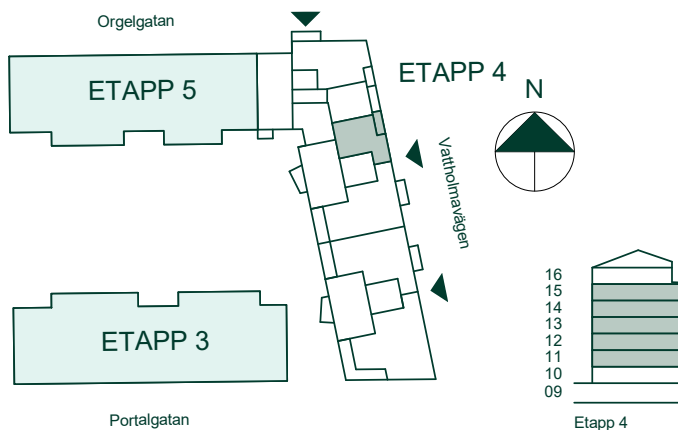 Orgelgatan
ETAPP 5
ETAPP 4
N
Vattholmavägen
ETAPP 3
Portalgatan
16
15
14
13
12
11
10
09
Etapp 4